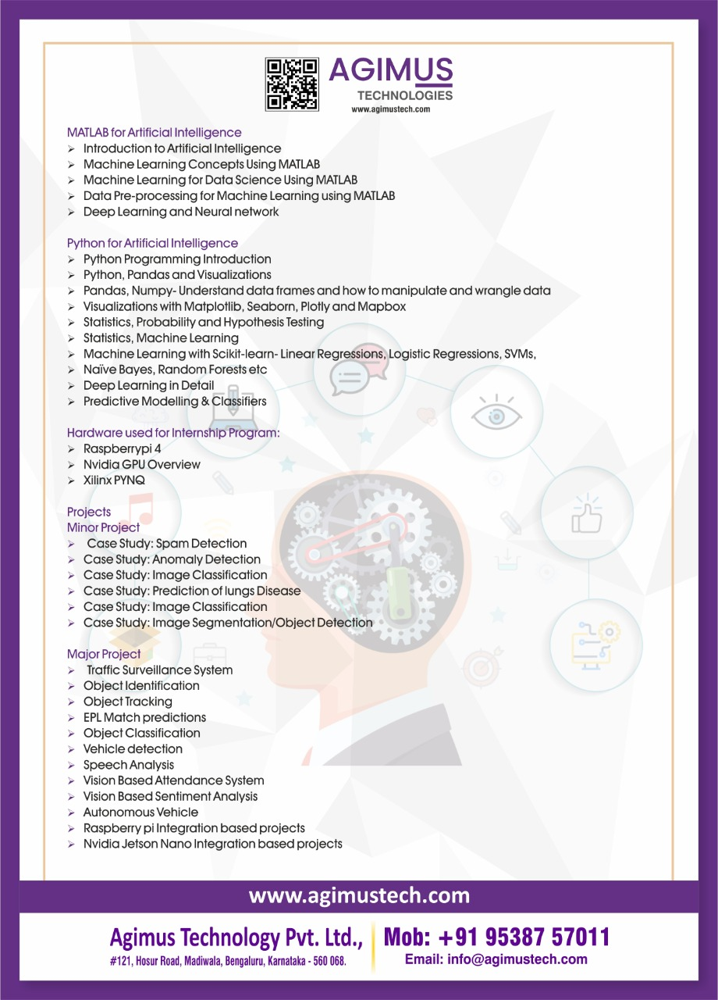 AGIMUS
TECHNOLOGIES
www.agimustech.com
MATLAB for Artificial Intelligence
➢ Introduction to Artificial Intelligence
➢ Machine Learning Concepts Using MATLAB
➢ Machine Learning for Data Science Using MATLAB
➢ Data Pre-processing for Machine Learning using MATLAB
➢ Deep Learning and Neural network
Python for Artificial Intelligence
➢ Python Programming Introduction
➢ Python, Pandas and Visualizations
➢ Pandas, Numpy- Understand data frames and how to manipulate and wrangle data
➢ Visualizations with Matplotlib, Seaborn, Plotly and Mapbox
➢ Statistics, Probability and Hypothesis Testing
➢ Statistics, Machine Learning
➢ Machine Learning with Scikit-learn- Linear Regressions, Logistic Regressions, SVMs,
➢ Naïve Bayes, Random Forests etc
➢ Deep Learning in Detail
➢ Predictive Modelling & Classifiers
Hardware used for Internship Program:
➢ Raspberrypi 4
➢ Nvidia GPU Overview
➢ Xilinx PYNQ
Projects
Minor Project
➢ Case Study: Spam Detection
➢ Case Study: Anomaly Detection
➢ Case Study: Image Classification
➢ Case Study: Prediction of lungs Disease
➢ Case Study: Image Classification
➢ Case Study: Image Segmentation/Object Detection
Major Project
➢ Traffic Surveillance System
➢ Object Identification
➢ Object Tracking
➢ EPL Match predictions
➢ Object Classification
➢ Vehicle detection
➢ Speech Analysis
➢ Vision Based Attendance System
➢ Vision Based Sentiment Analysis
➢ Autonomous Vehicle
➢ Raspberry pi Integration based projects
➢ Nvidia Jetson Nano Integration based projects
www.agimustech.com
Agimus Technology Pvt. Ltd.,
#121, Hosur Road, Madiwala, Bengaluru, Karnataka - 560 068.
Mob: +91 95387 57011
Email: info@agimustech.com